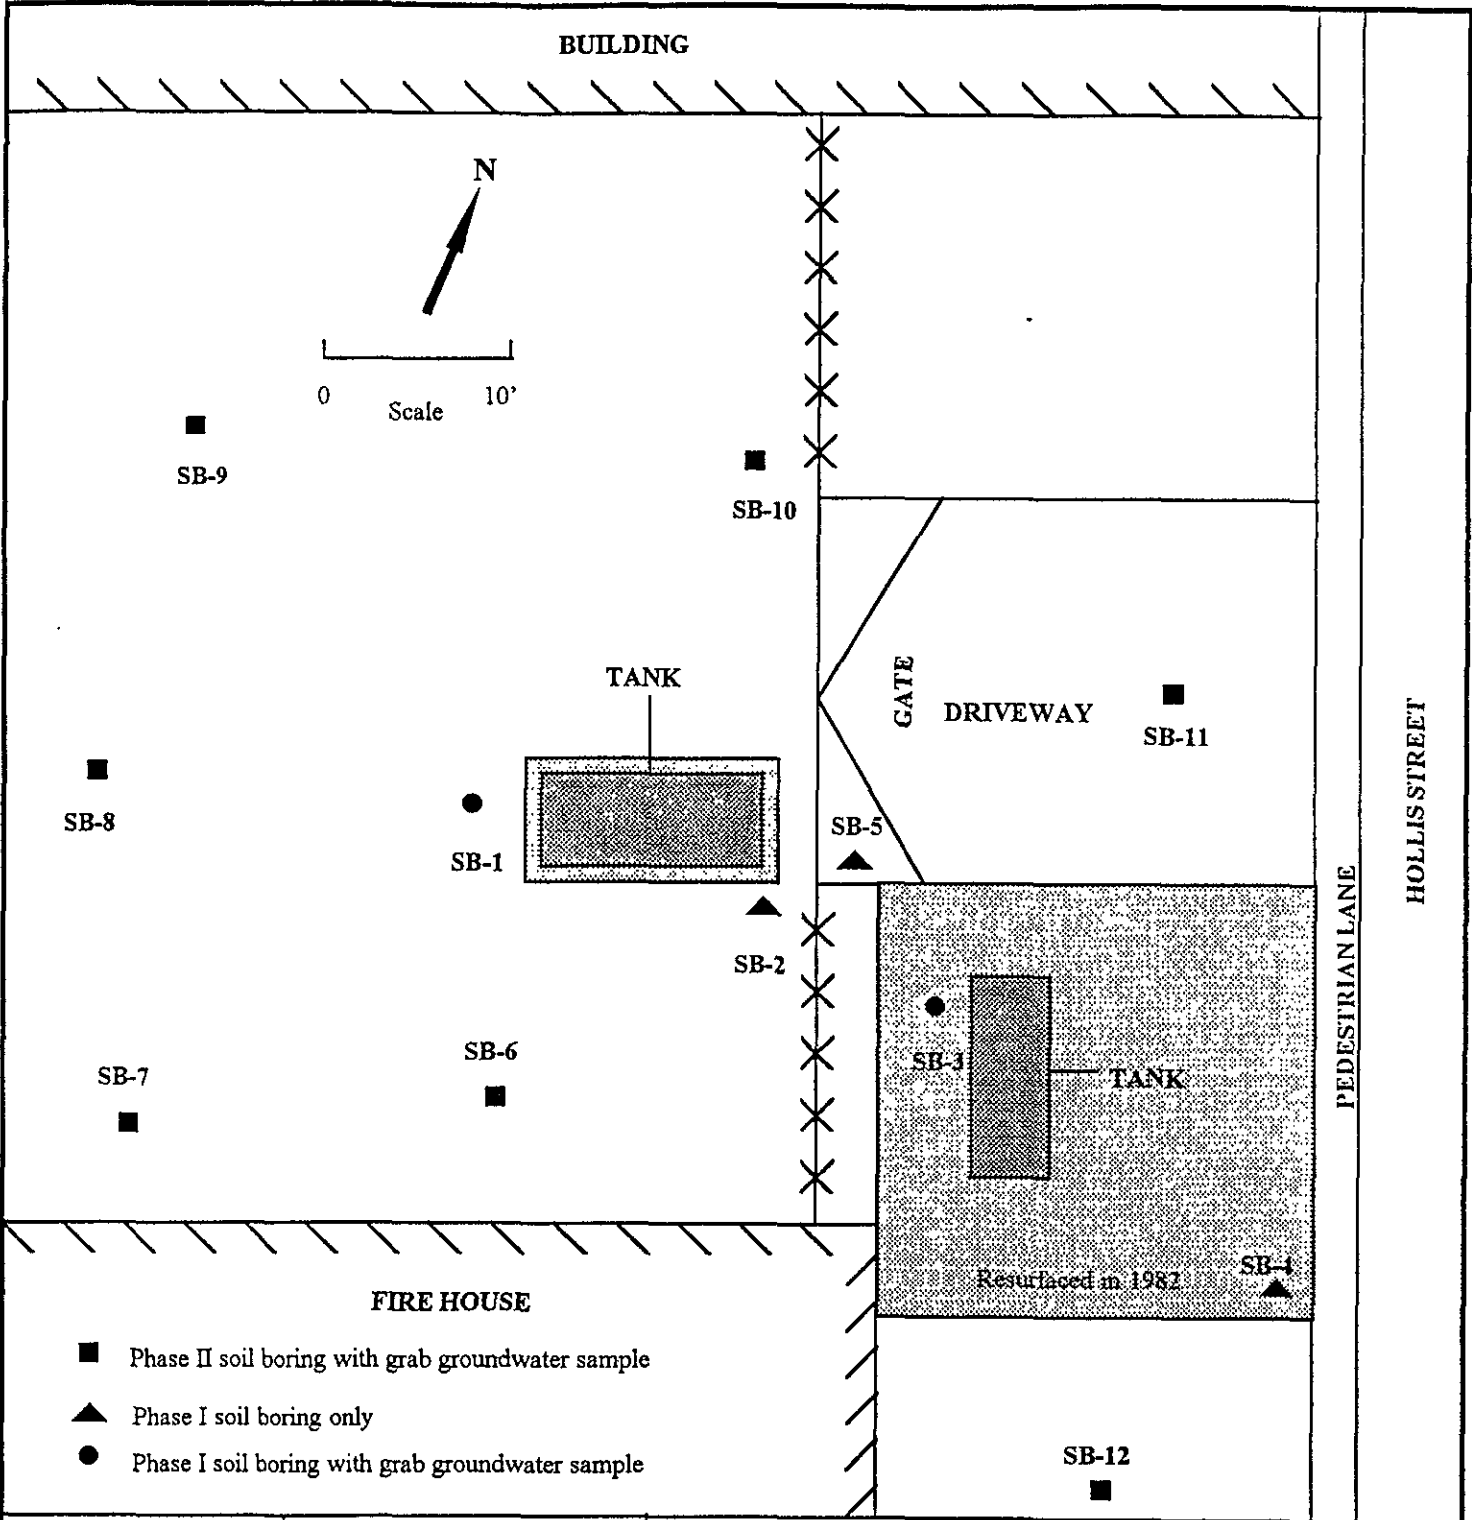 BUILDING
N
0 10’
Scale
SB-9
SB-10
TANK
GATE
DRIVEWAY
SB-11
HOLLIS STREET
SB-8
SB-1
SB-5
SB-2
PEDESTRIAN LANE
SB-3
TANK
SB-6
SB-7
SB-4
Resurfaced in 1982
FIRE HOUSE
Phase II soil boring with grab groundwater sample
Phase I soil boring only
Phase I soil boring with grab groundwater sample
SB-12